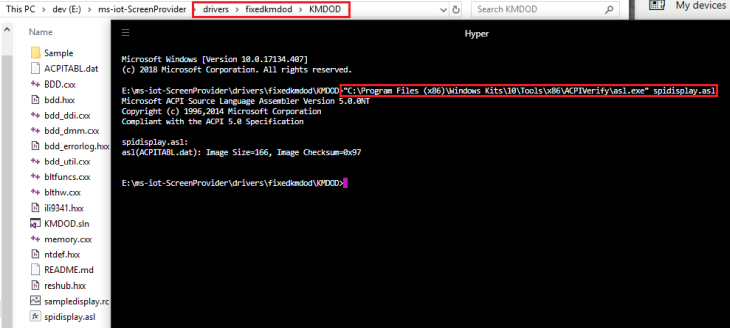 This PC > dev (E:) > ms-iot-ScreenProvider > drivers > fixedkmdod > KMDOD
Search KMDOD
My devices
Sample
ACPITABL.dat
BDD.cxx
bdd.hxx
bdd_ddi.cxx
bdd_dmm.cxx
bdd_errorlog.hxx
bdd_util.cxx
bltfuncs.cxx
blthw.cxx
ili9341.hxx
KMDOD.sln
memory.cxx
ntdef.hxx
README.md
reshub.hxx
sampledisplay.rc
spidisplay.asl
Hyper
Microsoft Windows [Version 10.0.17134.407]
(c) 2018 Microsoft Corporation. All rights reserved.
E:\ms-iot-ScreenProvider\drivers\fixedkmdod\KMDOD>"C:\Program Files (x86)\Windows Kits\10\Tools\x86\ACPIVerify\asl.exe" spidisplay.asl
Microsoft ACPI Source Language Assembler Version 5.0.0NT
Copyright (c) 1996,2014 Microsoft Corporation
Compliant with the ACPI 5.0 Specification
spidisplay.asl:
asl(ACPITABL.dat): Image Size=166, Image Checksum=0x97
E:\ms-iot-ScreenProvider\drivers\fixedkmdod\KMDOD>